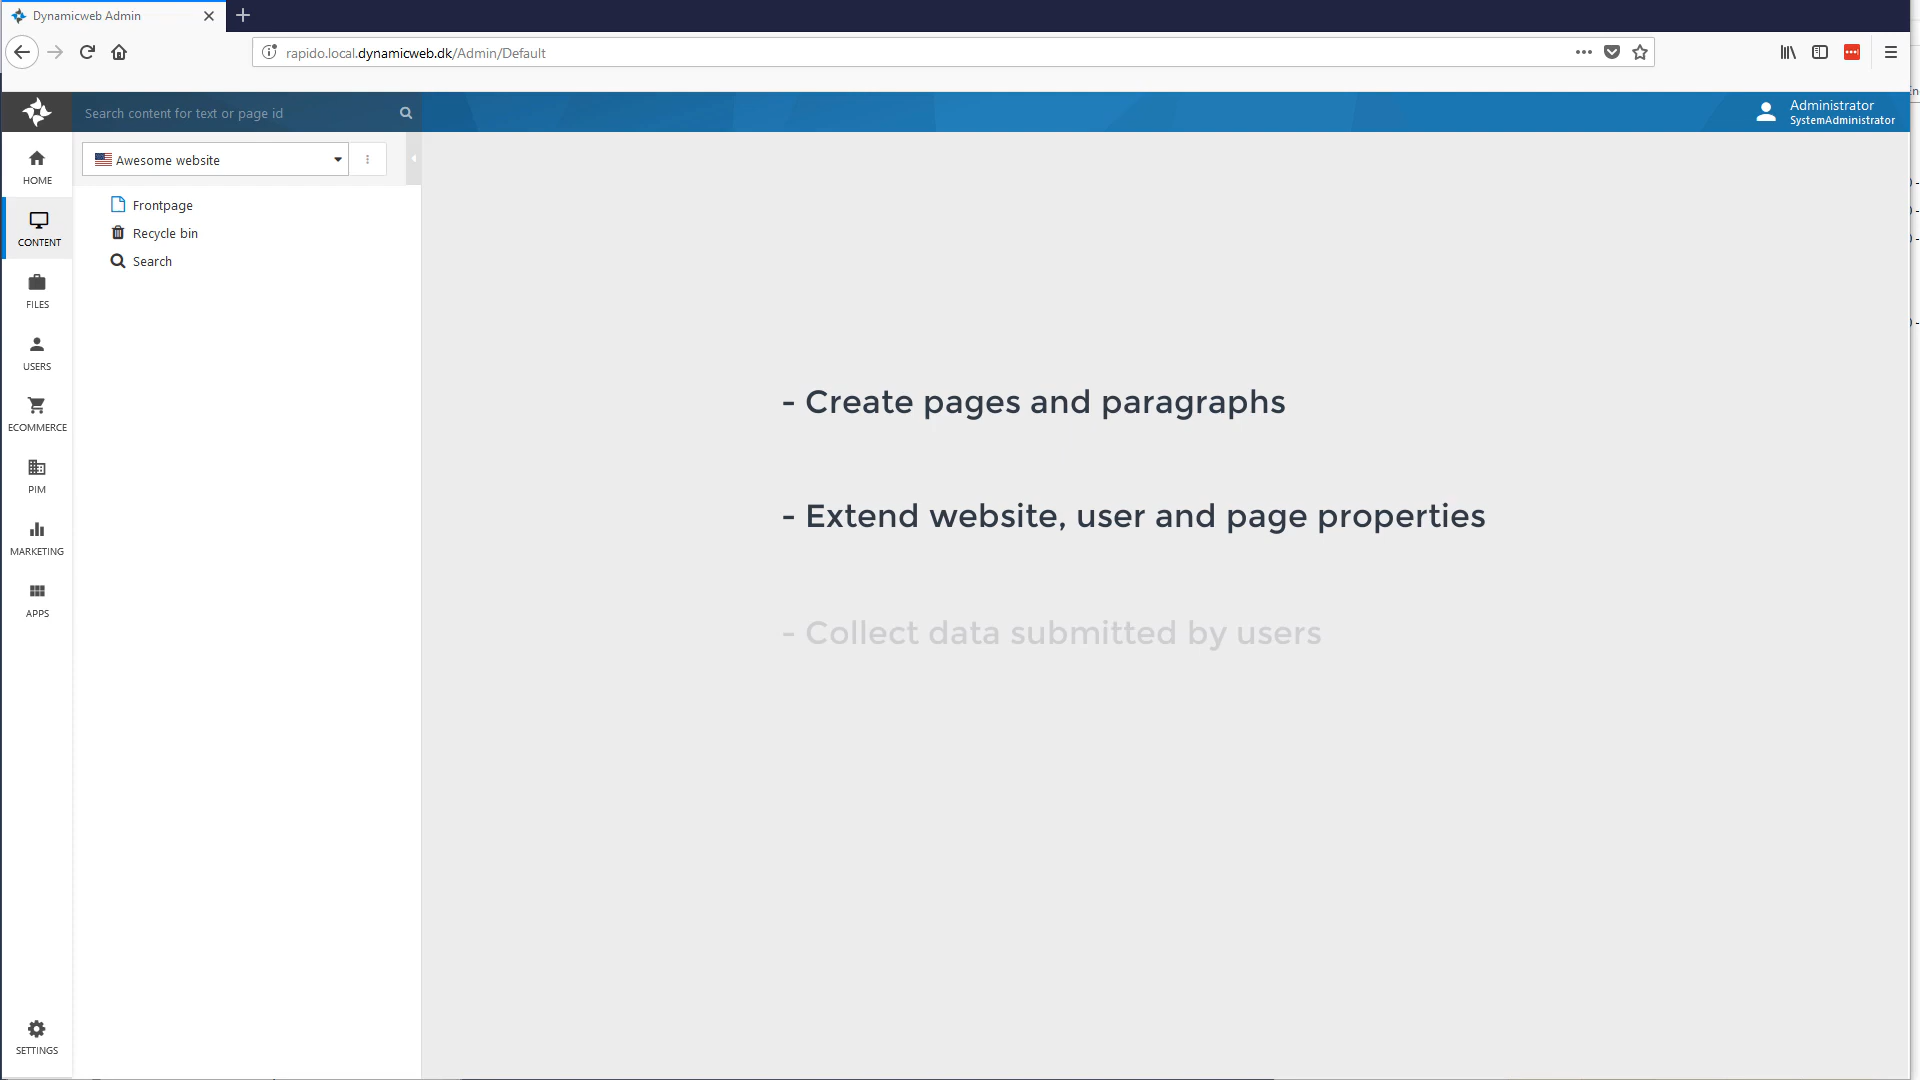 Dynamicweb Admin
rapido.local.dynamicweb.dk/Admin/Default
Search content for text or page id
Administrator
SystemAdministrator
Awesome website
HOME
Frontpage
Recycle bin
CONTENT
Search
FILES
USERS
- Create pages and paragraphs
ECOMMERCE
PIM
- Extend website, user and page properties
MARKETING
APPS
- Collect data submitted by users
SETTINGS